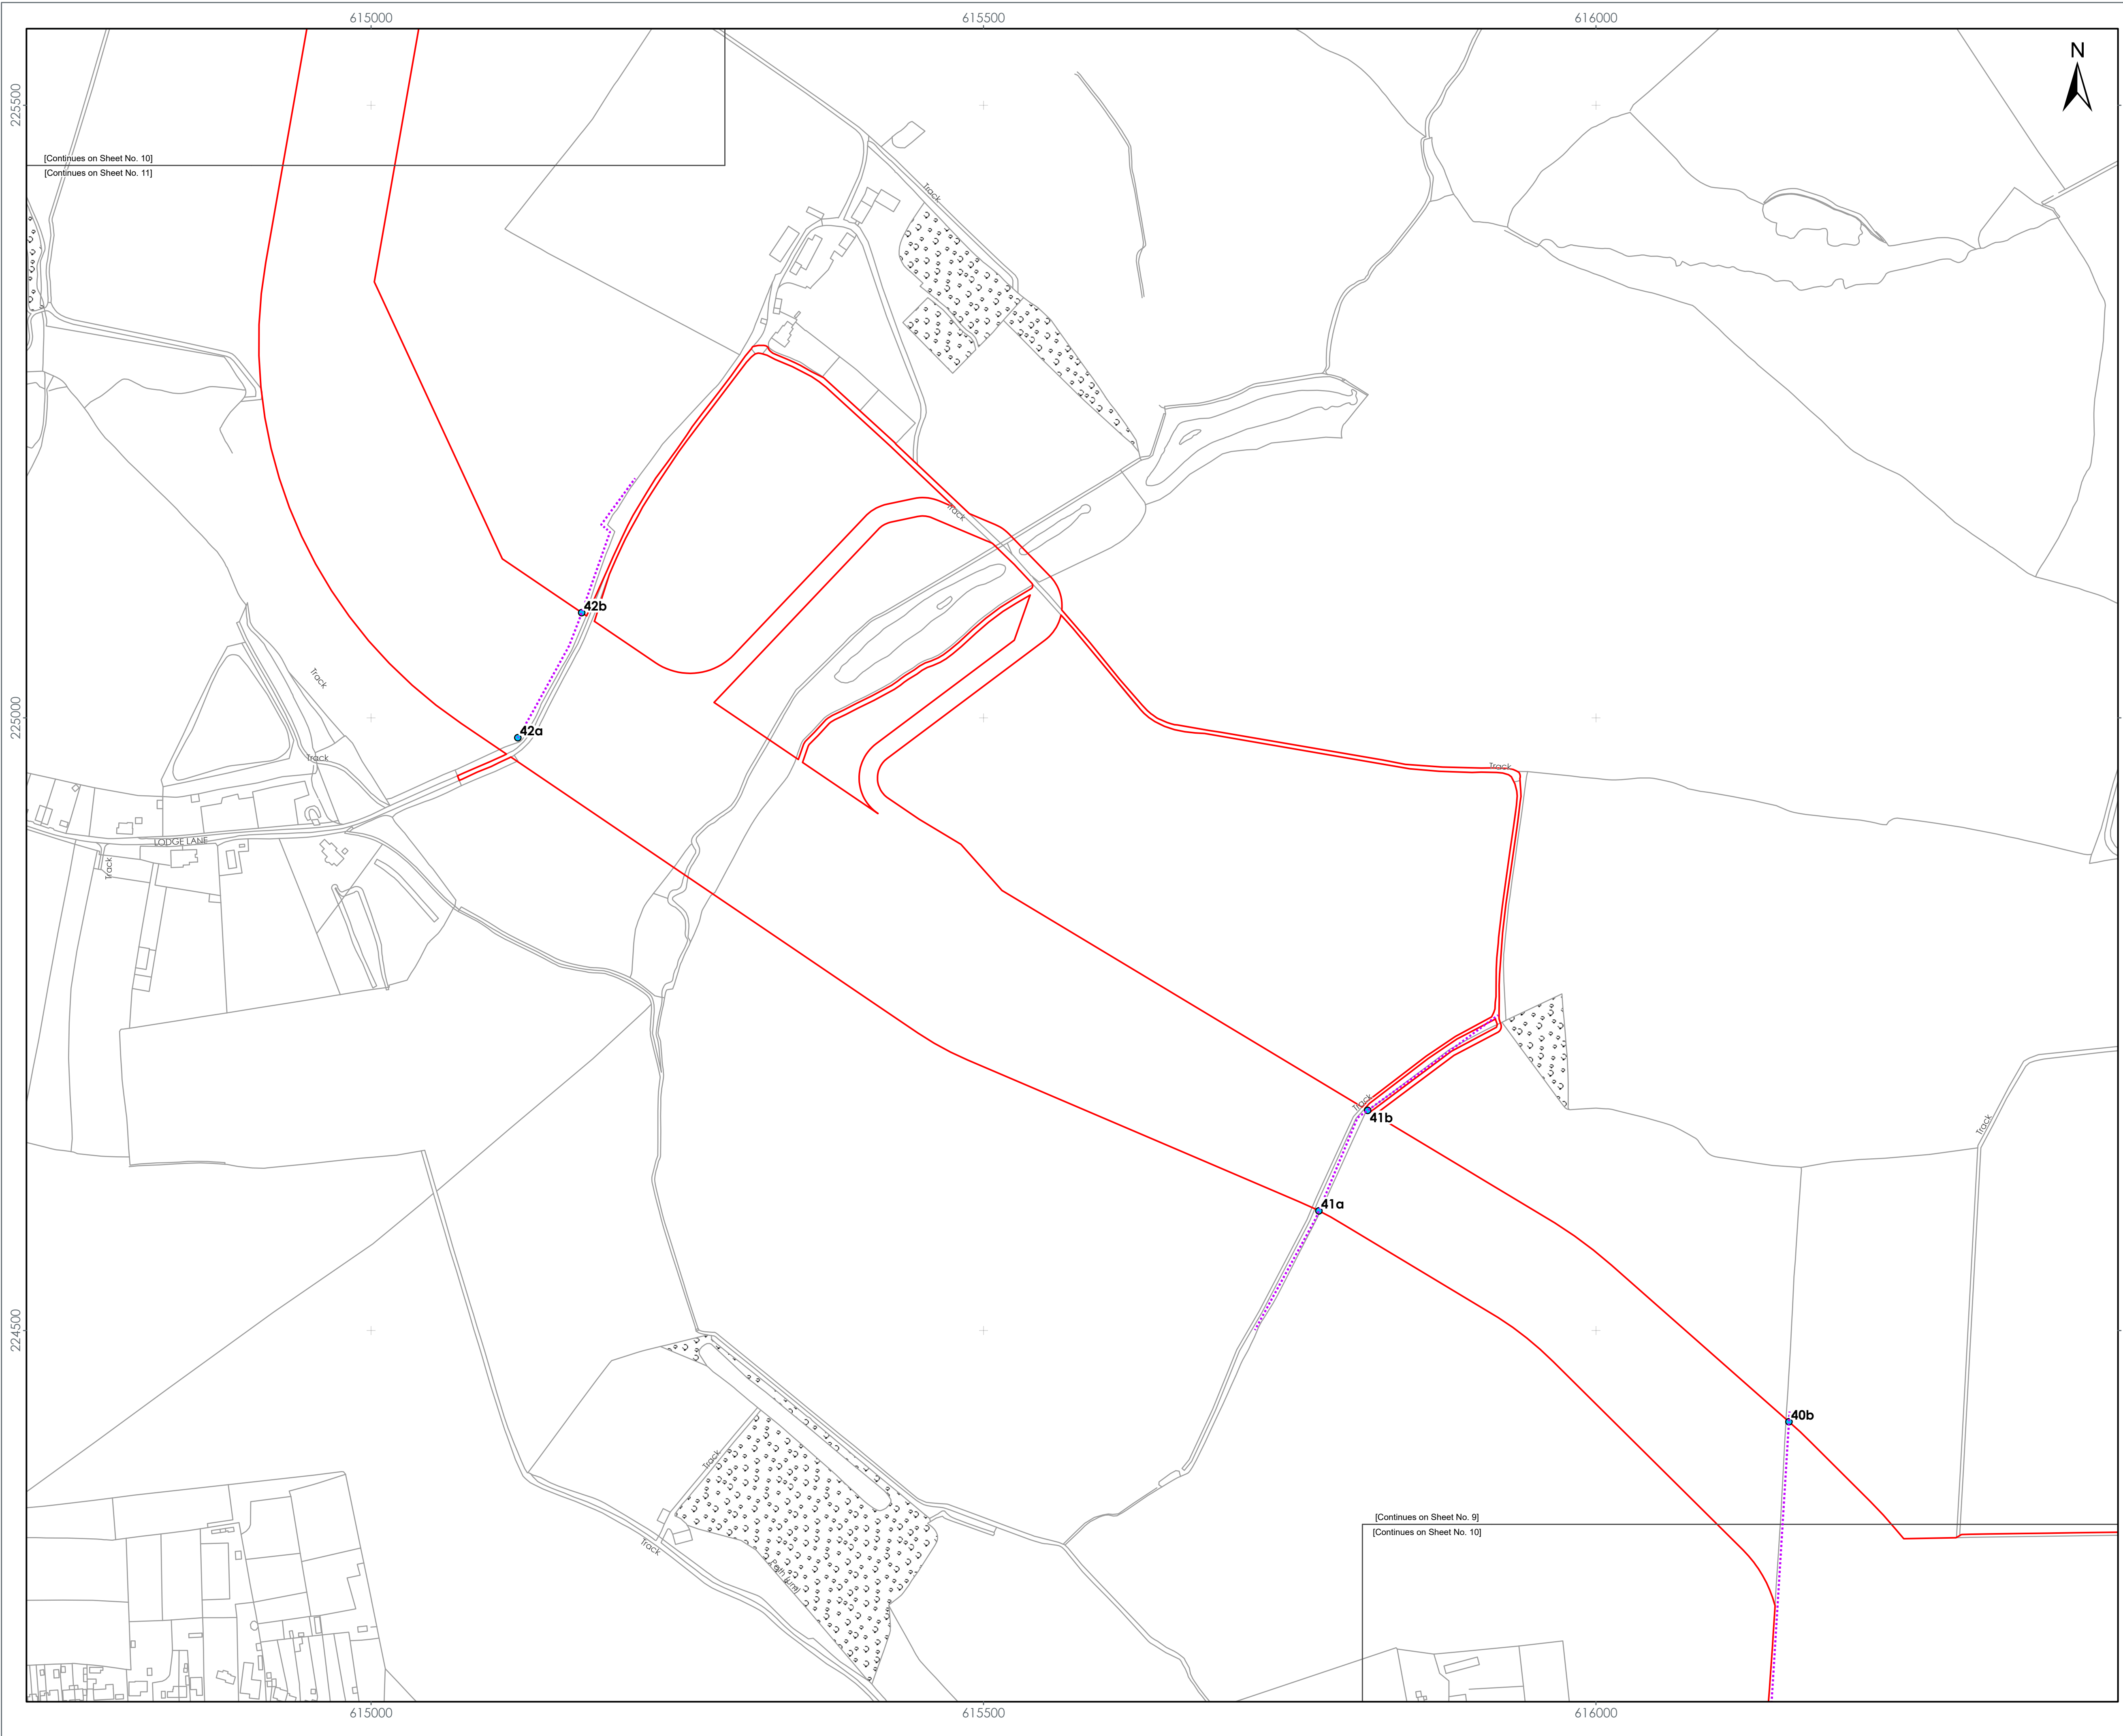 615000
615500
616000
N
225500
[Continues on Sheet No. 10]
[Continues on Sheet No. 11]
Track
Track
42b
Track
225000
42a
Track
Track
LODGE LANE
Track
Track
41b
Track
41a
224500
40b
Track
[Continues on Sheet No. 9]
[Continues on Sheet No. 10]
Track
Path (um)
615000
615500
616000